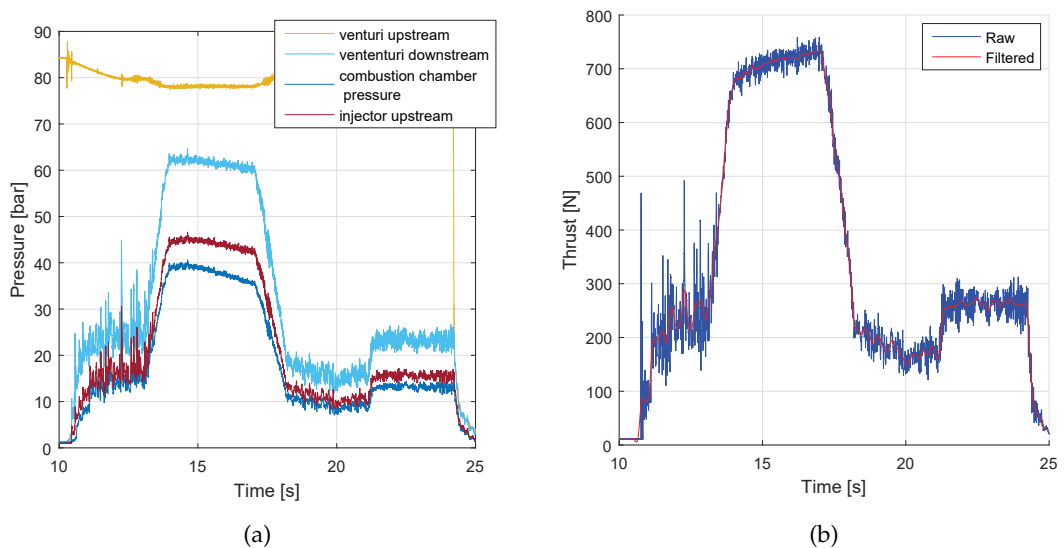 venturi upstream
vententuri downstream
combustion chamber
pressure
injector upstream
90
80
70
60
50
40
30
20
10
0
Pressure [bar]
10
15
20
25
Time [s]
(a)
Raw
Filtered
800
700
600
500
400
300
200
100
0
Thrust [N]
10
15
20
25
Time [s]
(b)